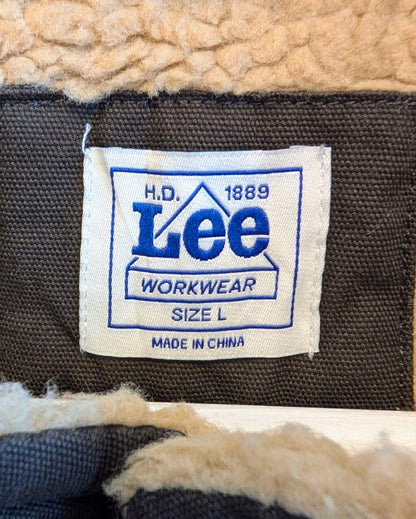 H.D. 1889
Lee
WORKWEAR
SIZE L
MADE IN CHINA